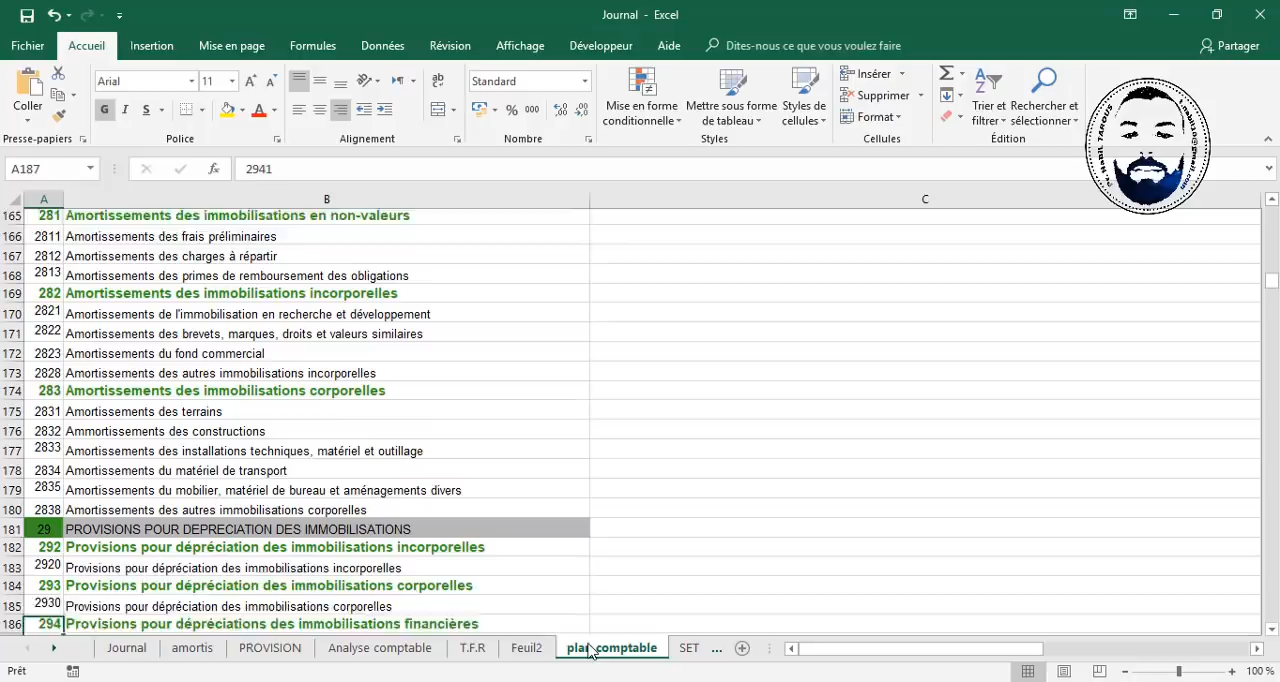 Journal - Excel
Fichier Accueil Insertion Mise en page Formules Données Révision Affichage Développeur Aide Dites-nous ce que vous voulez faire Partager
Coller
Arial 11
G I S
Standard
% 000
Mise en forme conditionnelle
Mettre sous forme de tableau
Styles de cellules
Insérer
Supprimer
Format
Trier et filtrer
Rechercher et sélectionner
Presse-papiers Police Alignement Nombre Styles Cellules Édition
Pr. Nabil TAFOUS
A187 fx 2941
A B C
165 281 Amortissements des immobilisations en non-valeurs
166 2811 Amortissements des frais préliminaires
167 2812 Amortissements des charges à répartir
168 2813 Amortissements des primes de remboursement des obligations
169 282 Amortissements des immobilisations incorporelles
170 2821 Amortissements de l'immobilisation en recherche et développement
171 2822 Amortissements des brevets, marques, droits et valeurs similaires
172 2823 Amortissements du fond commercial
173 2828 Amortissements des autres immobilisations incorporelles
174 283 Amortissements des immobilisations corporelles
175 2831 Amortissements des terrains
176 2832 Ammortissements des constructions
177 2833 Amortissements des installations techniques, matériel et outillage
178 2834 Amortissements du matériel de transport
179 2835 Amortissements du mobilier, matériel de bureau et aménagements divers
180 2838 Amortissements des autres immobilisations corporelles
181 29 PROVISIONS POUR DEPRECIATION DES IMMOBILISATIONS
182 292 Provisions pour dépréciation des immobilisations incorporelles
183 2920 Provisions pour dépréciation des immobilisations incorporelles
184 293 Provisions pour dépréciation des immobilisations corporelles
185 2930 Provisions pour dépréciation des immobilisations corporelles
186 294 Provisions pour dépréciations des immobilisations financières
Journal amortis PROVISION Analyse comptable T.F.R Feuil2 plan comptable SET ...
Prêt 100 %